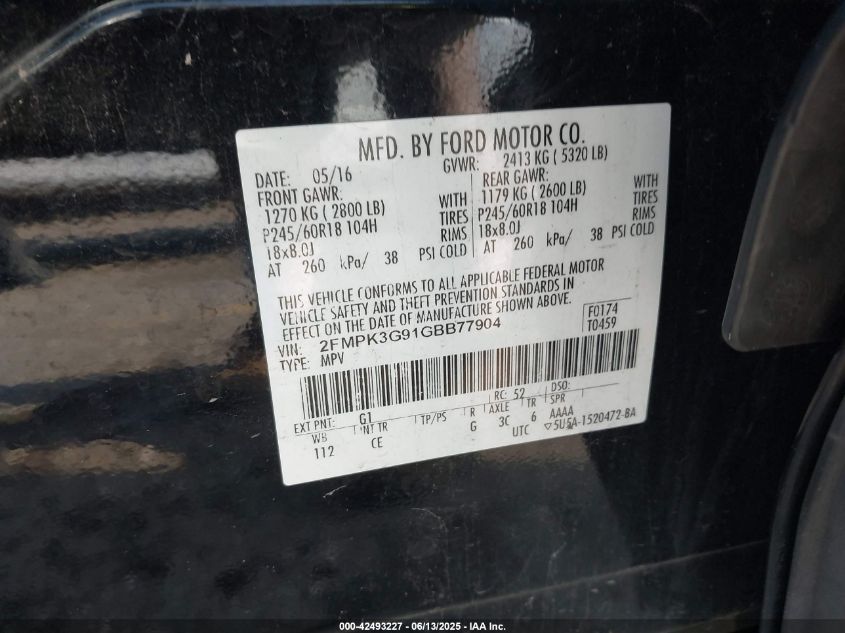 MFD. BY FORD MOTOR CO.
DATE: 05/16 GVWR: 2413 KG ( 5320 LB)
FRONT GAWR: REAR GAWR:
1270 KG ( 2800 LB) WITH 1179 KG ( 2600 LB) WITH
P245/60R18 104H TIRES P245/60R18 104H TIRES
18x8.0J RIMS 18x8.0J RIMS
AT 260 kPa/ 38 PSI COLD AT 260 kPa/ 38 PSI COLD
THIS VEHICLE CONFORMS TO ALL APPLICABLE FEDERAL MOTOR
VEHICLE SAFETY AND THEFT PREVENTION STANDARDS IN
EFFECT ON THE DATE OF MANUFACTURE SHOWN ABOVE.
VIN: 2FMPK3G91GBB77904 F0174
TYPE: MPV T0459
EXT PNT: G1 RC: 52 DSO:
WB INT TR TP/PS R AXLE TR SPR
112 CE G 3C 6 AAAA
UTC ▽5U5A-1520472-BA
000-42493227 - 06/13/2025 - IAAI.com